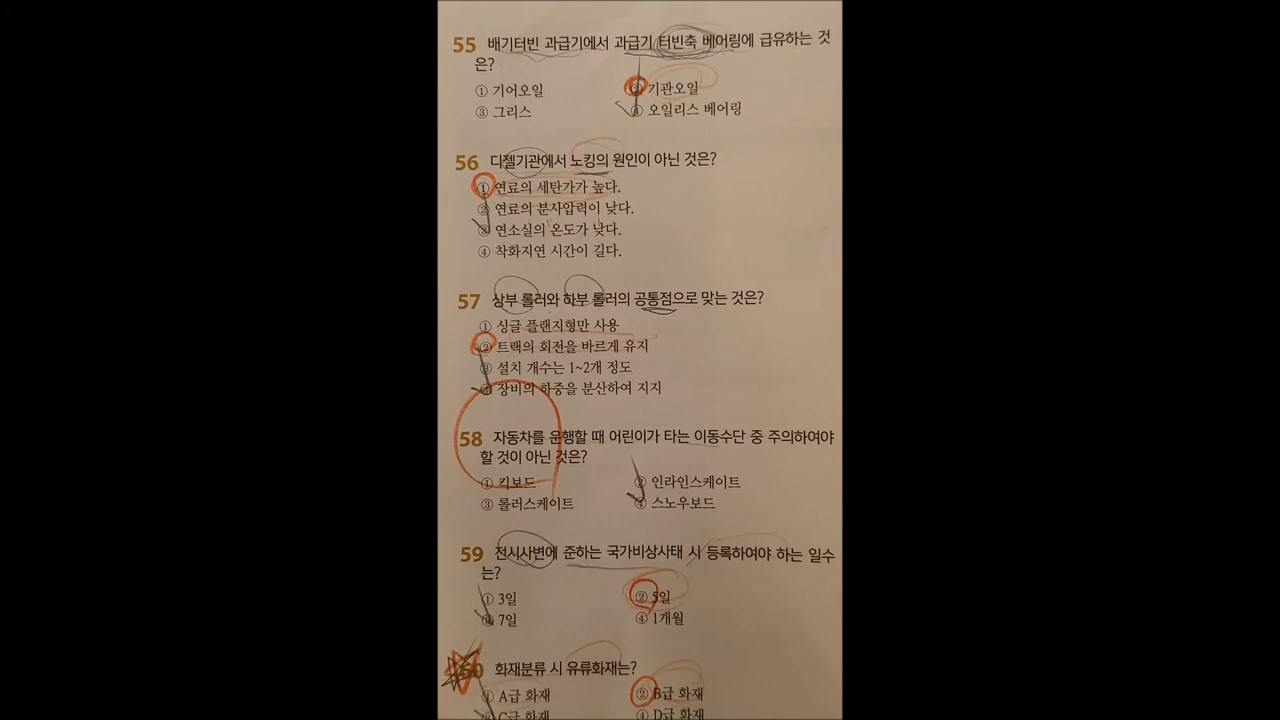 55 배기터빈 과급기에서 과급기 터빈축 베어링에 급유하는 것
은?
① 기어오일 ② 기관오일
③ 그리스 ④ 오일리스 베어링
56 디젤기관에서 노킹의 원인이 아닌 것은?
① 연료의 세탄가가 높다.
② 연료의 분사압력이 낮다.
③ 연소실의 온도가 낮다.
④ 착화지연 시간이 길다.
57 상부 롤러와 하부 롤러의 공통점으로 맞는 것은?
① 싱글 플랜지형만 사용
② 트랙의 회전을 바르게 유지
③ 설치 개수는 1~2개 정도
④ 장비의 하중을 분산하여 지지
58 자동차를 운행할 때 어린이가 타는 이동수단 중 주의하여야
할 것이 아닌 것은?
① 킥보드 ② 인라인스케이트
③ 롤러스케이트 ④ 스노우보드
59 전시사변에 준하는 국가비상사태 시 등록하여야 하는 일수
는?
① 3일 ② 5일
③ 7일 ④ 1개월
60 화재분류 시 유류화재는?
① A급 화재 ② B급 화재
③ C급 화재 ④ D급 화재